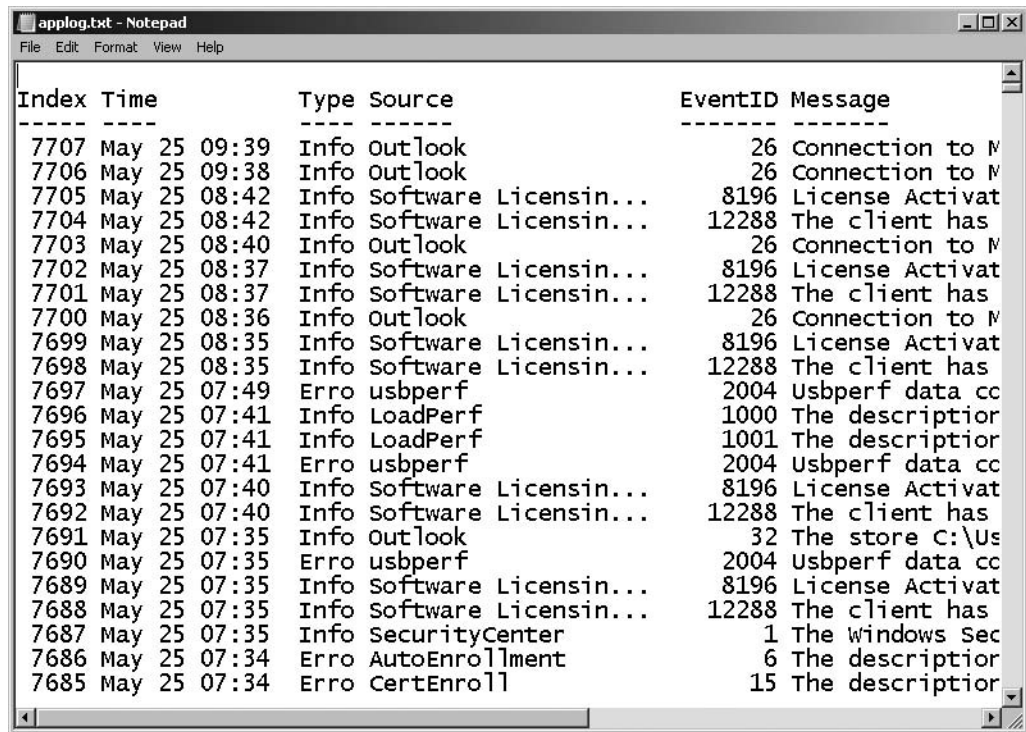 applog.txt - Notepad
File Edit Format View Help
Index Time Type Source EventID Message
----- ---- ---- ------ ------- -------
7707 May 25 09:39 Info Outlook 26 Connection to M
7706 May 25 09:38 Info Outlook 26 Connection to M
7705 May 25 08:42 Info Software Licensin... 8196 License Activat
7704 May 25 08:42 Info Software Licensin... 12288 The client has
7703 May 25 08:40 Info Outlook 26 Connection to M
7702 May 25 08:37 Info Software Licensin... 8196 License Activat
7701 May 25 08:37 Info Software Licensin... 12288 The client has
7700 May 25 08:36 Info Outlook 26 Connection to M
7699 May 25 08:35 Info Software Licensin... 8196 License Activat
7698 May 25 08:35 Info Software Licensin... 12288 The client has
7697 May 25 07:49 Erro usbperf 2004 Usbperf data cc
7696 May 25 07:41 Info LoadPerf 1000 The description
7695 May 25 07:41 Info LoadPerf 1001 The description
7694 May 25 07:41 Erro usbperf 2004 Usbperf data cc
7693 May 25 07:40 Info Software Licensin... 8196 License Activat
7692 May 25 07:40 Info Software Licensin... 12288 The client has
7691 May 25 07:35 Info Outlook 32 The store C:\Us
7690 May 25 07:35 Erro usbperf 2004 Usbperf data cc
7689 May 25 07:35 Info Software Licensin... 8196 License Activat
7688 May 25 07:35 Info Software Licensin... 12288 The client has
7687 May 25 07:35 Info SecurityCenter 1 The Windows Sec
7686 May 25 07:34 Erro AutoEnrollment 6 The description
7685 May 25 07:34 Erro CertEnroll 15 The description